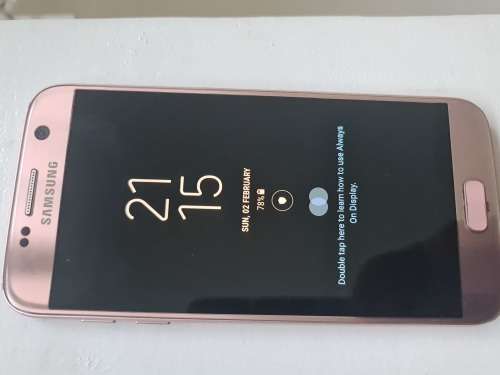 SAMSUNG
21
15
SUN, 02 FEBRUARY
78%
Double tap here to learn how to use Always
On Display.